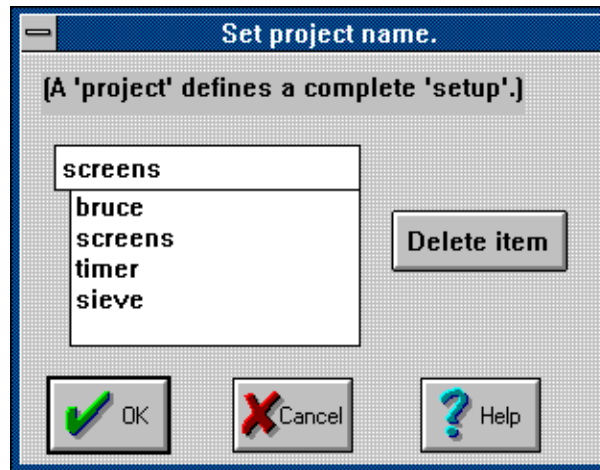 Set project name.
(A 'project' defines a complete 'setup'.)
screens
bruce
screens
timer
sieve
Delete item
OK
Cancel
Help